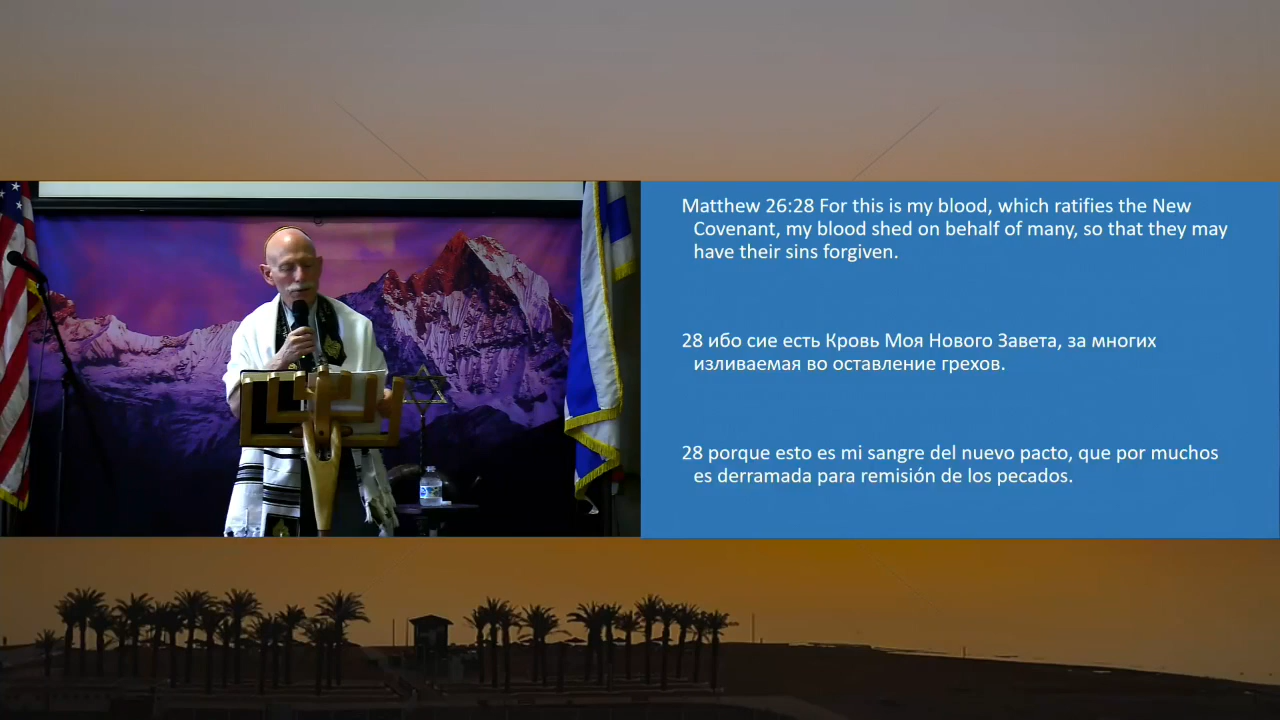 Matthew 26:28 For this is my blood, which ratifies the New
Covenant, my blood shed on behalf of many, so that they may
have their sins forgiven.
28 ибо сие есть Кровь Моя Нового Завета, за многих
изливаемая во оставление грехов.
28 porque esto es mi sangre del nuevo pacto, que por muchos
es derramada para remisión de los pecados.